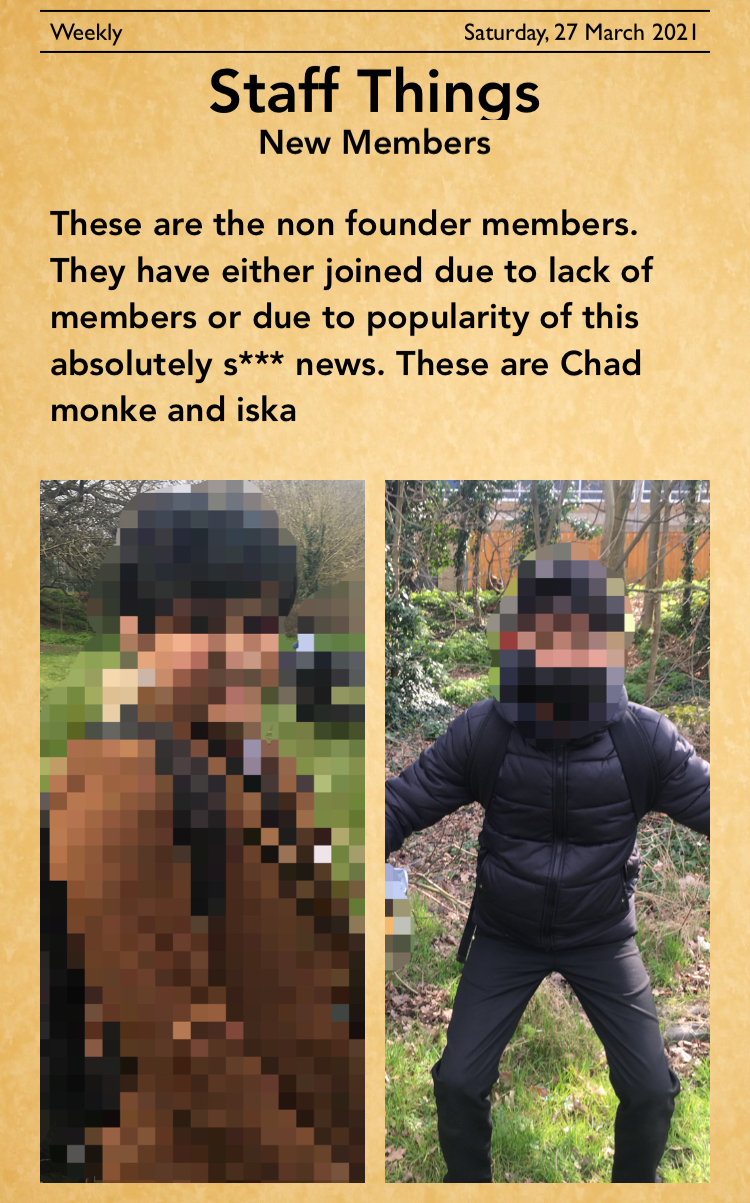 Weekly
Saturday, 27 March 2021
Staff Things
New Members
These are the non founder members.
They have either joined due to lack of
members or due to popularity of this
absolutely s*** news. These are Chad
monke and iska